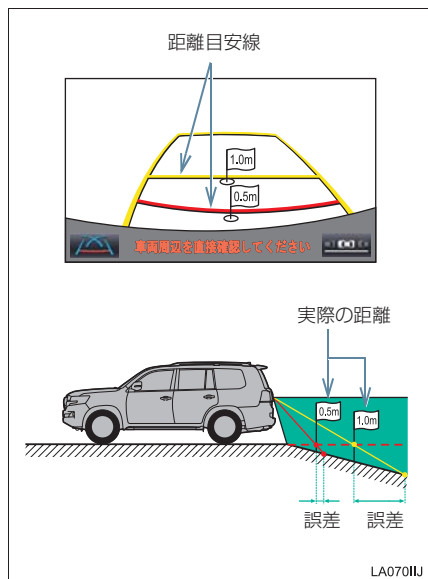 距離目安線
1.0m
0.5m
車両周辺を直接確認してください
実際の距離
0.5m
1.0m
誤差
誤差
LA070IIJ